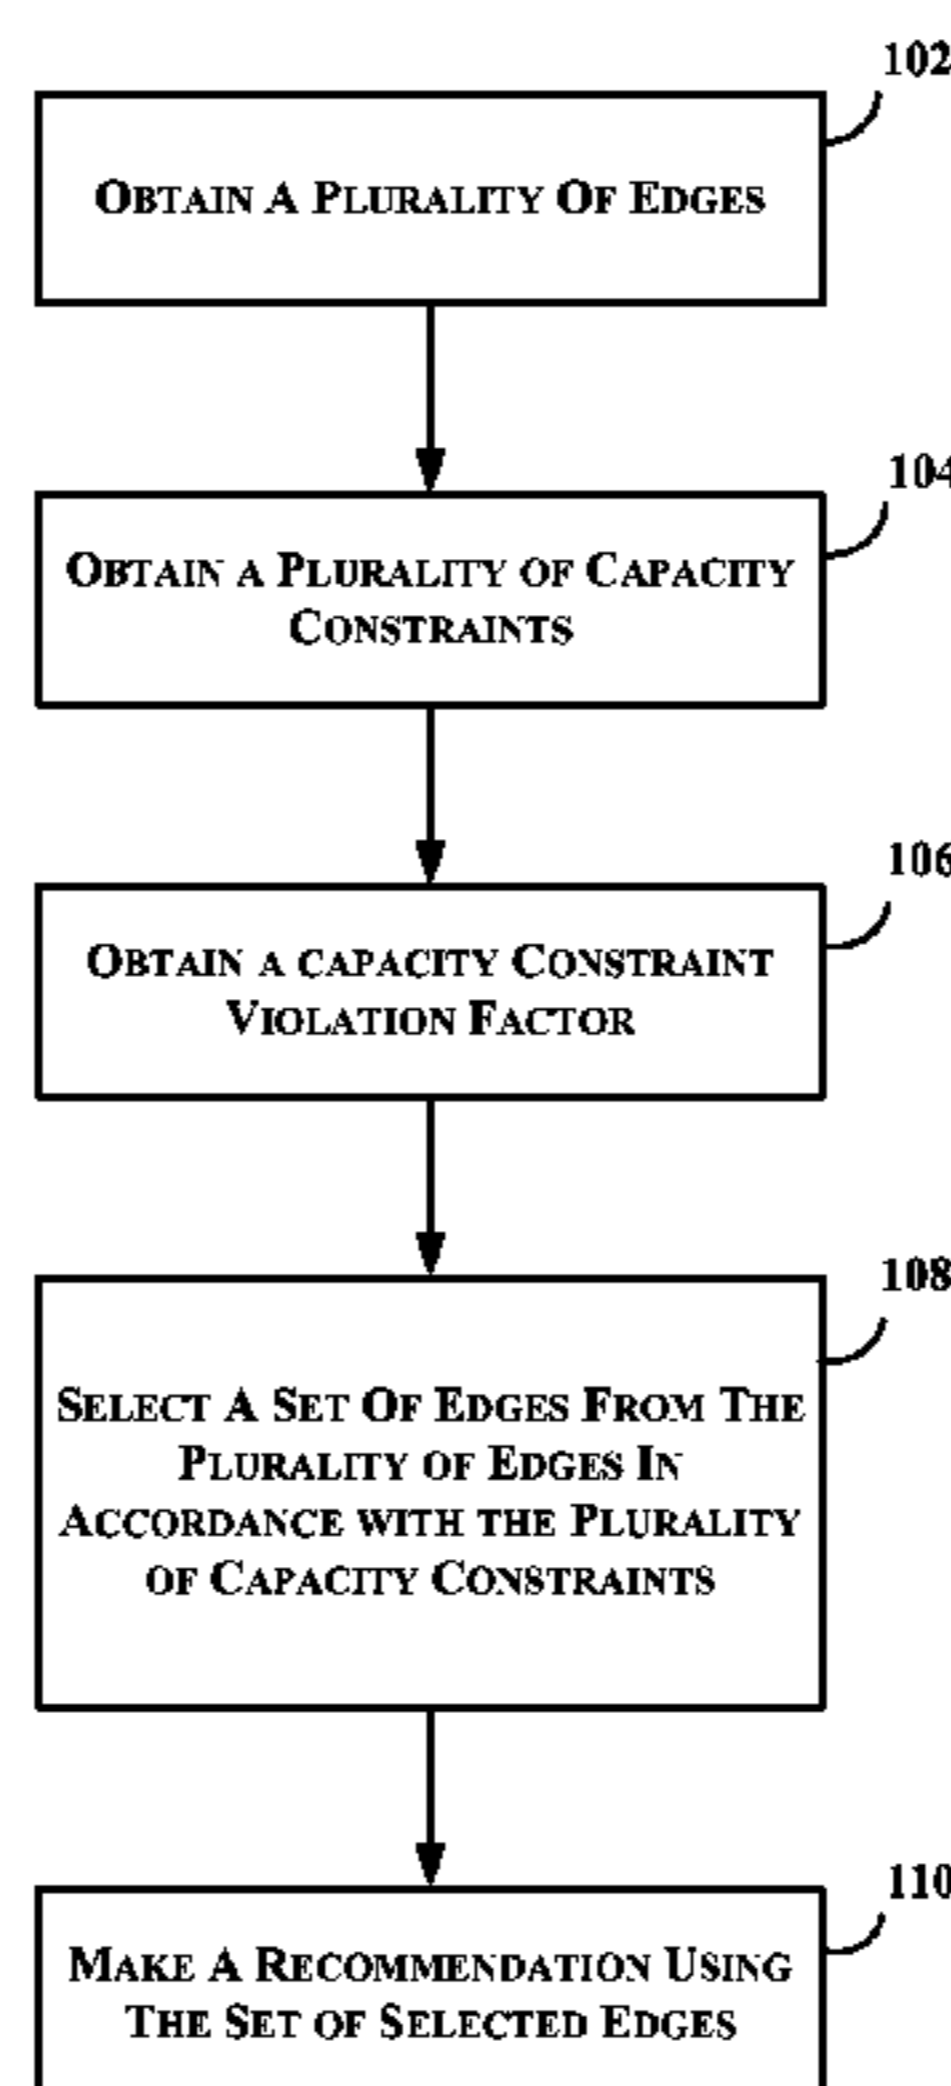 102
OBTAIN A PLURALITY OF EDGES
104
OBTAIN A PLURALITY OF CAPACITY
CONSTRAINTS
106
OBTAIN A CAPACITY CONSTRAINT
VIOLATION FACTOR
108
SELECT A SET OF EDGES FROM THE
PLURALITY OF EDGES IN
ACCORDANCE WITH THE PLURALITY
OF CAPACITY CONSTRAINTS
110
MAKE A RECOMMENDATION USING
THE SET OF SELECTED EDGES